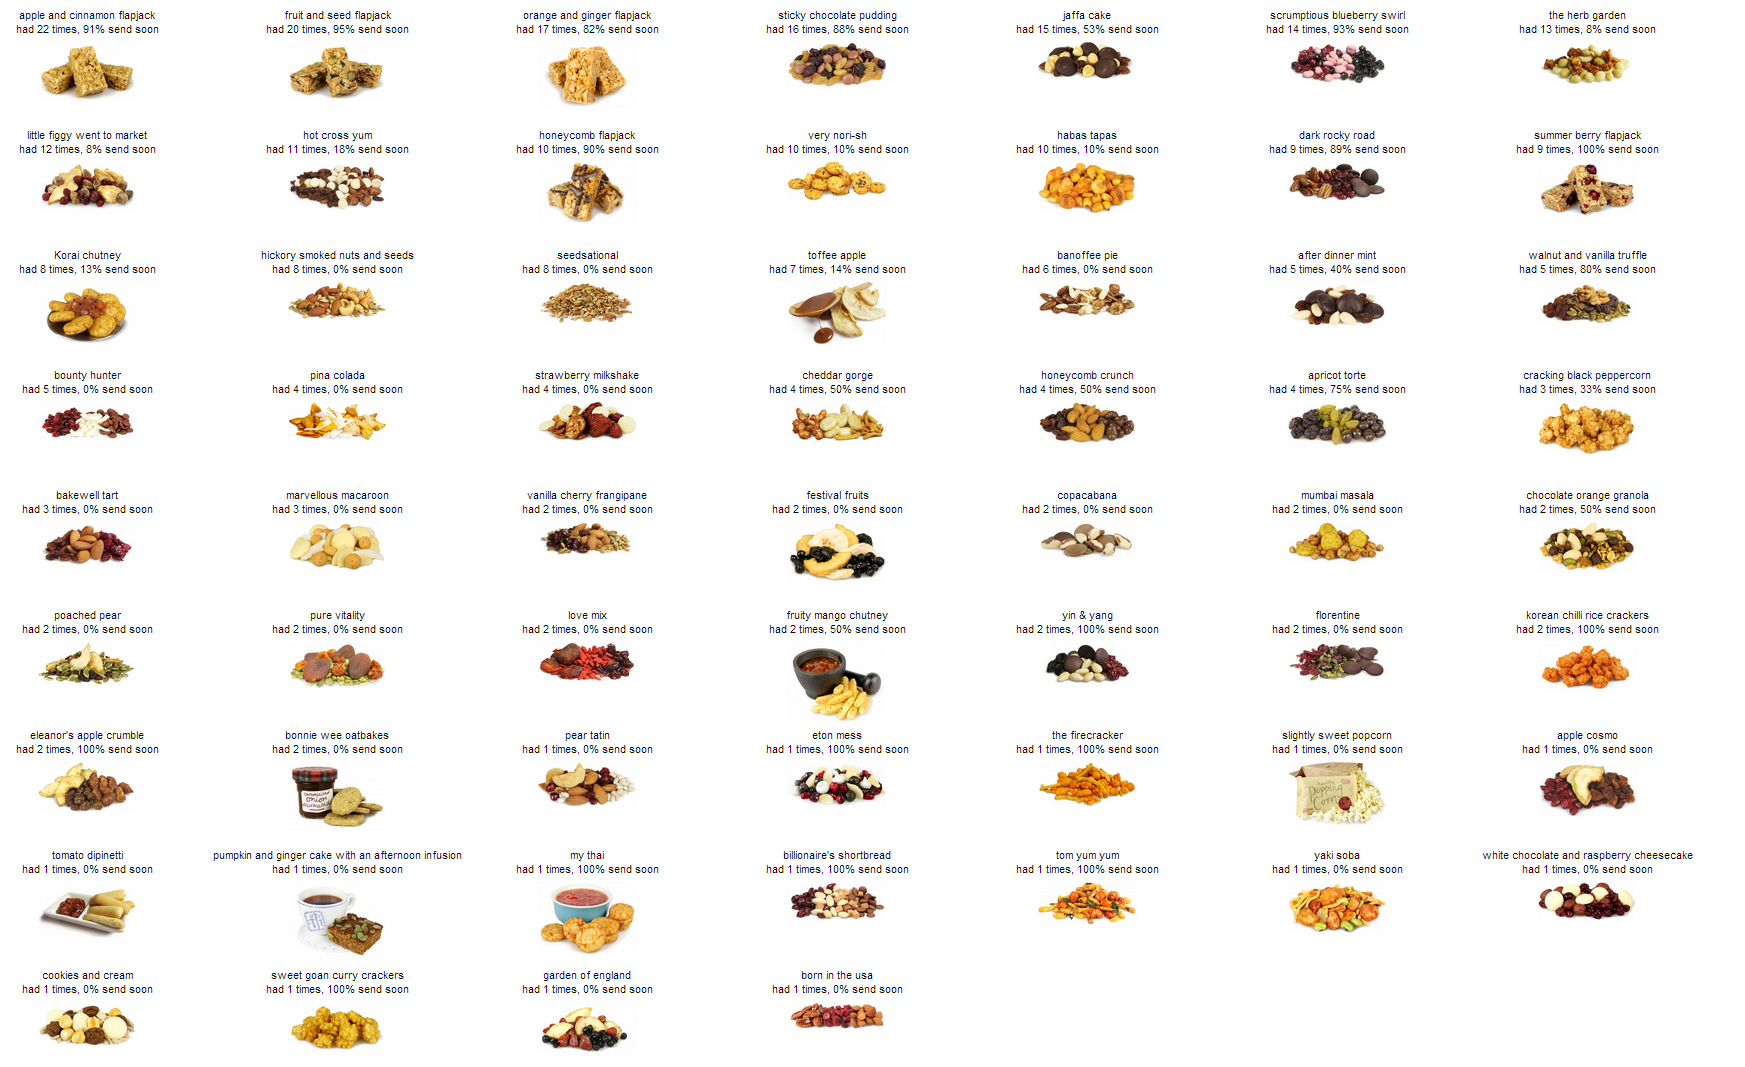 apple and cinnamon flapjack
had 22 times, 91% send soon
fruit and seed flapjack
had 20 times, 95% send soon
orange and ginger flapjack
had 17 times, 82% send soon
sticky chocolate pudding
had 16 times, 88% send soon
jaffa cake
had 15 times, 53% send soon
scrumptious blueberry swirl
had 14 times, 93% send soon
the herb garden
had 13 times, 8% send soon
little figgy went to market
had 12 times, 8% send soon
hot cross yum
had 11 times, 18% send soon
honeycomb flapjack
had 10 times, 90% send soon
very nori-sh
had 10 times, 10% send soon
habas tapas
had 10 times, 10% send soon
dark rocky road
had 9 times, 89% send soon
summer berry flapjack
had 9 times, 100% send soon
Korai chutney
had 8 times, 13% send soon
hickory smoked nuts and seeds
had 8 times, 0% send soon
seedsational
had 8 times, 0% send soon
toffee apple
had 7 times, 14% send soon
banoffee pie
had 6 times, 0% send soon
after dinner mint
had 5 times, 40% send soon
walnut and vanilla truffle
had 5 times, 80% send soon
bounty hunter
had 5 times, 0% send soon
pina colada
had 4 times, 0% send soon
strawberry milkshake
had 4 times, 0% send soon
cheddar gorge
had 4 times, 50% send soon
honeycomb crunch
had 4 times, 50% send soon
apricot torte
had 4 times, 75% send soon
cracking black peppercorn
had 3 times, 33% send soon
bakewell tart
had 3 times, 0% send soon
marvellous macaroon
had 3 times, 0% send soon
vanilla cherry frangipane
had 2 times, 0% send soon
festival fruits
had 2 times, 0% send soon
copacabana
had 2 times, 0% send soon
mumbai masala
had 2 times, 0% send soon
chocolate orange granola
had 2 times, 50% send soon
poached pear
had 2 times, 0% send soon
pure vitality
had 2 times, 0% send soon
love mix
had 2 times, 0% send soon
fruity mango chutney
had 2 times, 50% send soon
yin & yang
had 2 times, 100% send soon
florentine
had 2 times, 0% send soon
korean chilli rice crackers
had 2 times, 100% send soon
eleanor's apple crumble
had 2 times, 100% send soon
bonnie wee oatbakes
had 2 times, 0% send soon
onion
pear tatin
had 1 times, 0% send soon
eton mess
had 1 times, 100% send soon
the firecracker
had 1 times, 100% send soon
slightly sweet popcorn
had 1 times, 0% send soon
Popping
Corn
apple cosmo
had 1 times, 0% send soon
tomato dipinetti
had 1 times, 0% send soon
pumpkin and ginger cake with an afternoon infusion
had 1 times, 0% send soon
my thai
had 1 times, 100% send soon
billionaire's shortbread
had 1 times, 100% send soon
tom yum yum
had 1 times, 100% send soon
yaki soba
had 1 times, 0% send soon
white chocolate and raspberry cheesecake
had 1 times, 0% send soon
cookies and cream
had 1 times, 0% send soon
sweet goan curry crackers
had 1 times, 100% send soon
garden of england
had 1 times, 0% send soon
born in the usa
had 1 times, 0% send soon